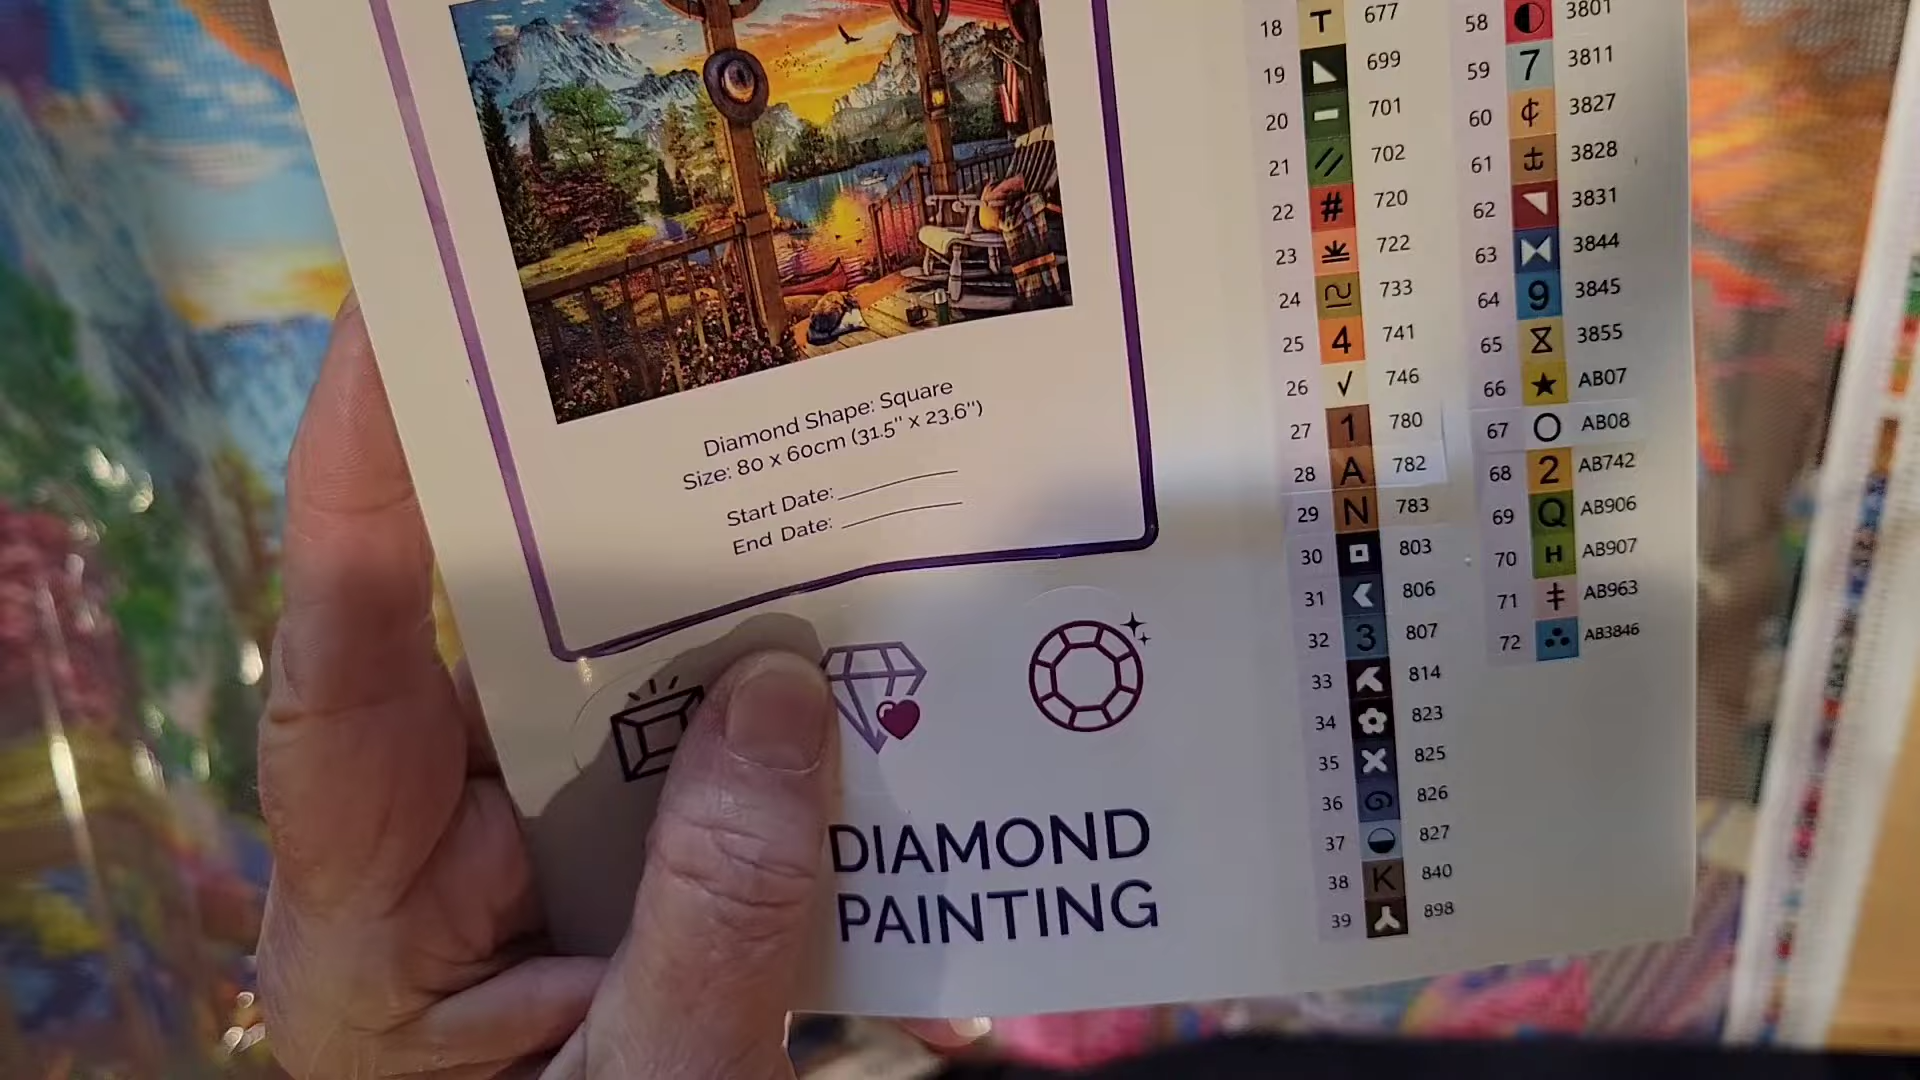 Diamond Shape: Square
Size: 80 x 60cm (31.5" x 23.6")
Start Date:
End Date:
DIAMOND
PAINTING
18 T 677
19 699
20 701
21 702
22 # 720
23 722
24 733
25 4 741
26 √ 746
27 1 780
28 A 782
29 N 783
30 803
31 806
32 3 807
33 814
34 823
35 825
36 826
37 827
38 K 840
39 898
58 3801
59 7 3811
60 ¢ 3827
61 3828
62 3831
63 3844
64 9 3845
65 3855
66 ★ AB07
67 O AB08
68 2 AB742
69 Q AB906
70 H AB907
71 ‡ AB963
72 AB3846